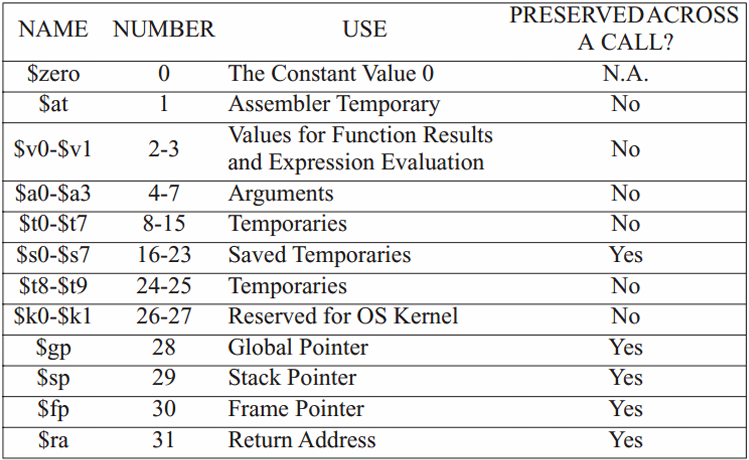 NAME NUMBER USE PRESERVED ACROSS
A CALL?
$zero 0 The Constant Value 0 N.A.
$at 1 Assembler Temporary No
$v0-$v1 2-3 Values for Function Results
and Expression Evaluation No
$a0-$a3 4-7 Arguments No
$t0-$t7 8-15 Temporaries No
$s0-$s7 16-23 Saved Temporaries Yes
$t8-$t9 24-25 Temporaries No
$k0-$k1 26-27 Reserved for OS Kernel No
$gp 28 Global Pointer Yes
$sp 29 Stack Pointer Yes
$fp 30 Frame Pointer Yes
$ra 31 Return Address Yes